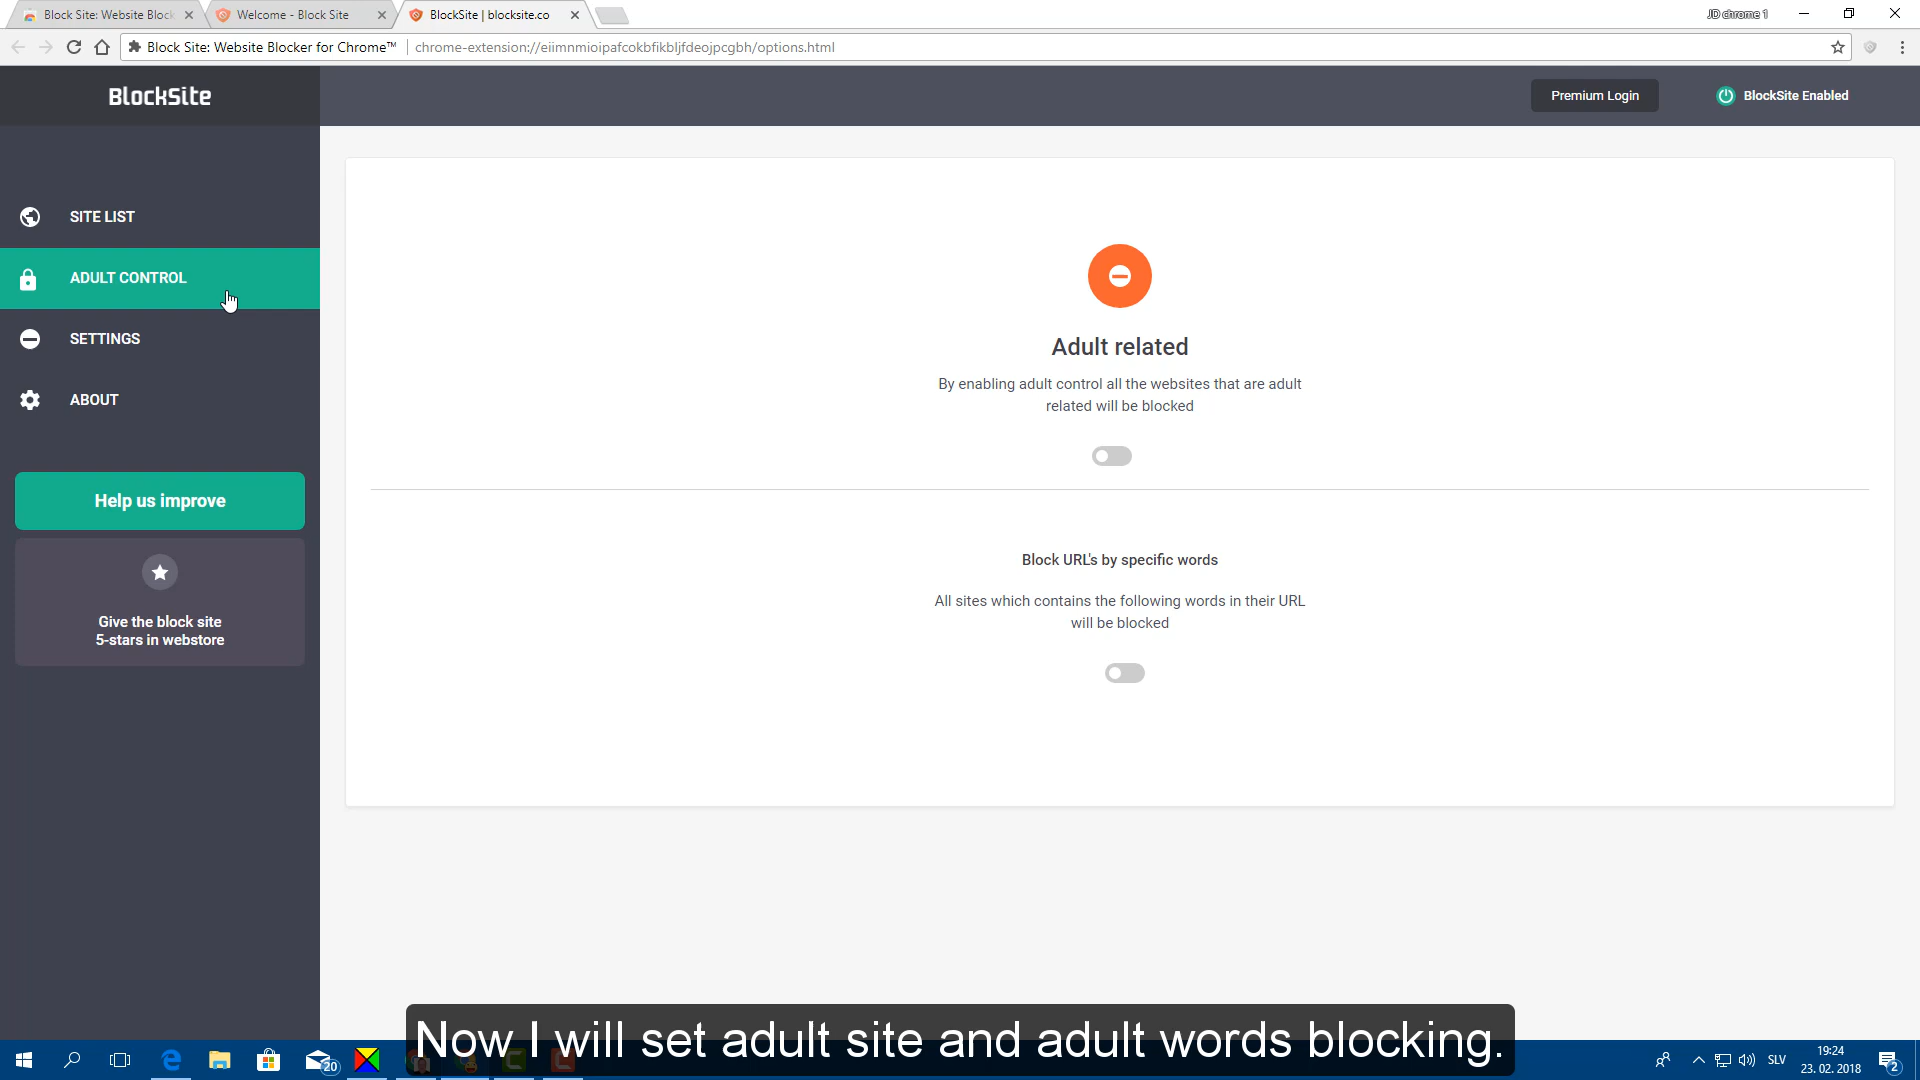 Block Site: Website Block
Welcome - Block Site
BlockSite | blocksite.co
JD chrome 1
Block Site: Website Blocker for Chrome™
chrome-extension://eiimnmioipafcokbfikbljfdeojpcgbh/options.html
BlockSite
Premium Login
BlockSite Enabled
SITE LIST
ADULT CONTROL
SETTINGS
ABOUT
Help us improve
Give the block site
5-stars in webstore
Adult related
By enabling adult control all the websites that are adult
related will be blocked
Block URL's by specific words
All sites which contains the following words in their URL
will be blocked
Now I will set adult site and adult words blocking.
20
SLV
19:24
23. 02. 2018
2